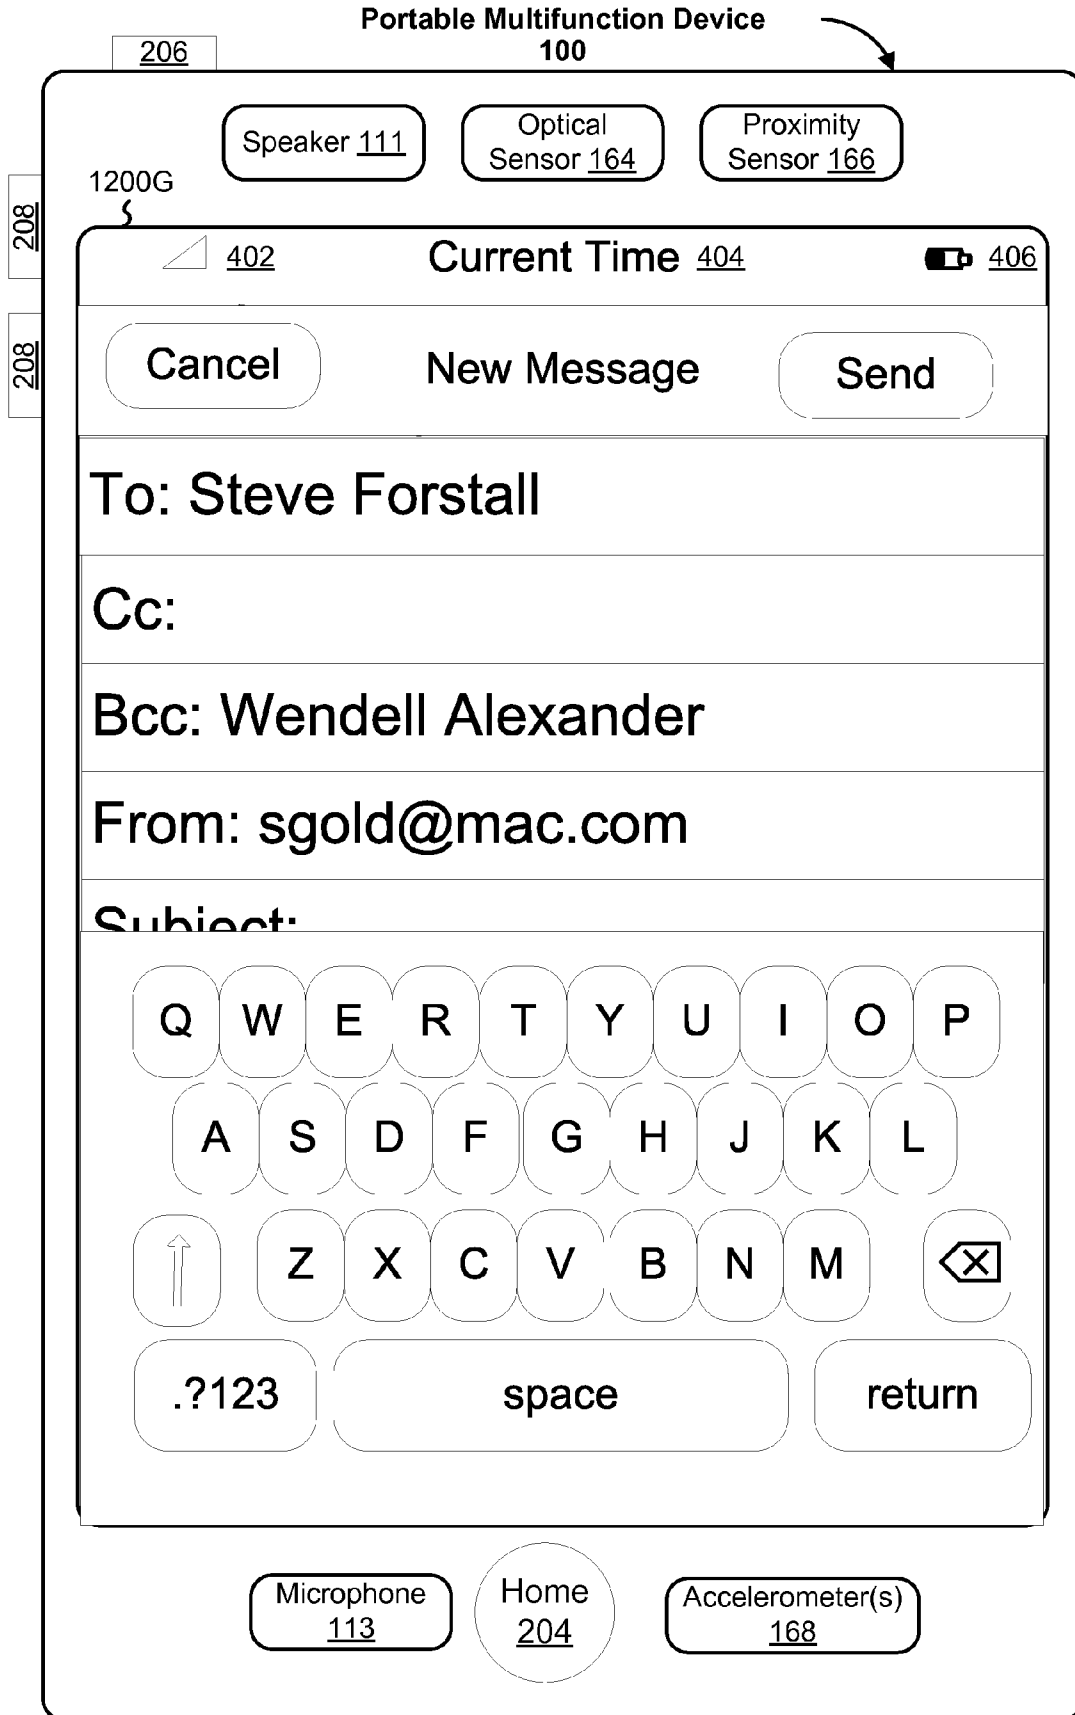 Portable Multifunction Device
100
206
Speaker 111
Optical
Sensor 164
Proximity
Sensor 166
1200G
208
208
402
Current Time 404
406
Cancel
New Message
Send
To: Steve Forstall
Cc:
Bcc: Wendell Alexander
From: sgold@mac.com
Subject:
Q W E R T Y U I O P
A S D F G H J K L
Z X C V B N M
.?123 space return
Microphone
113
Home
204
Accelerometer(s)
168